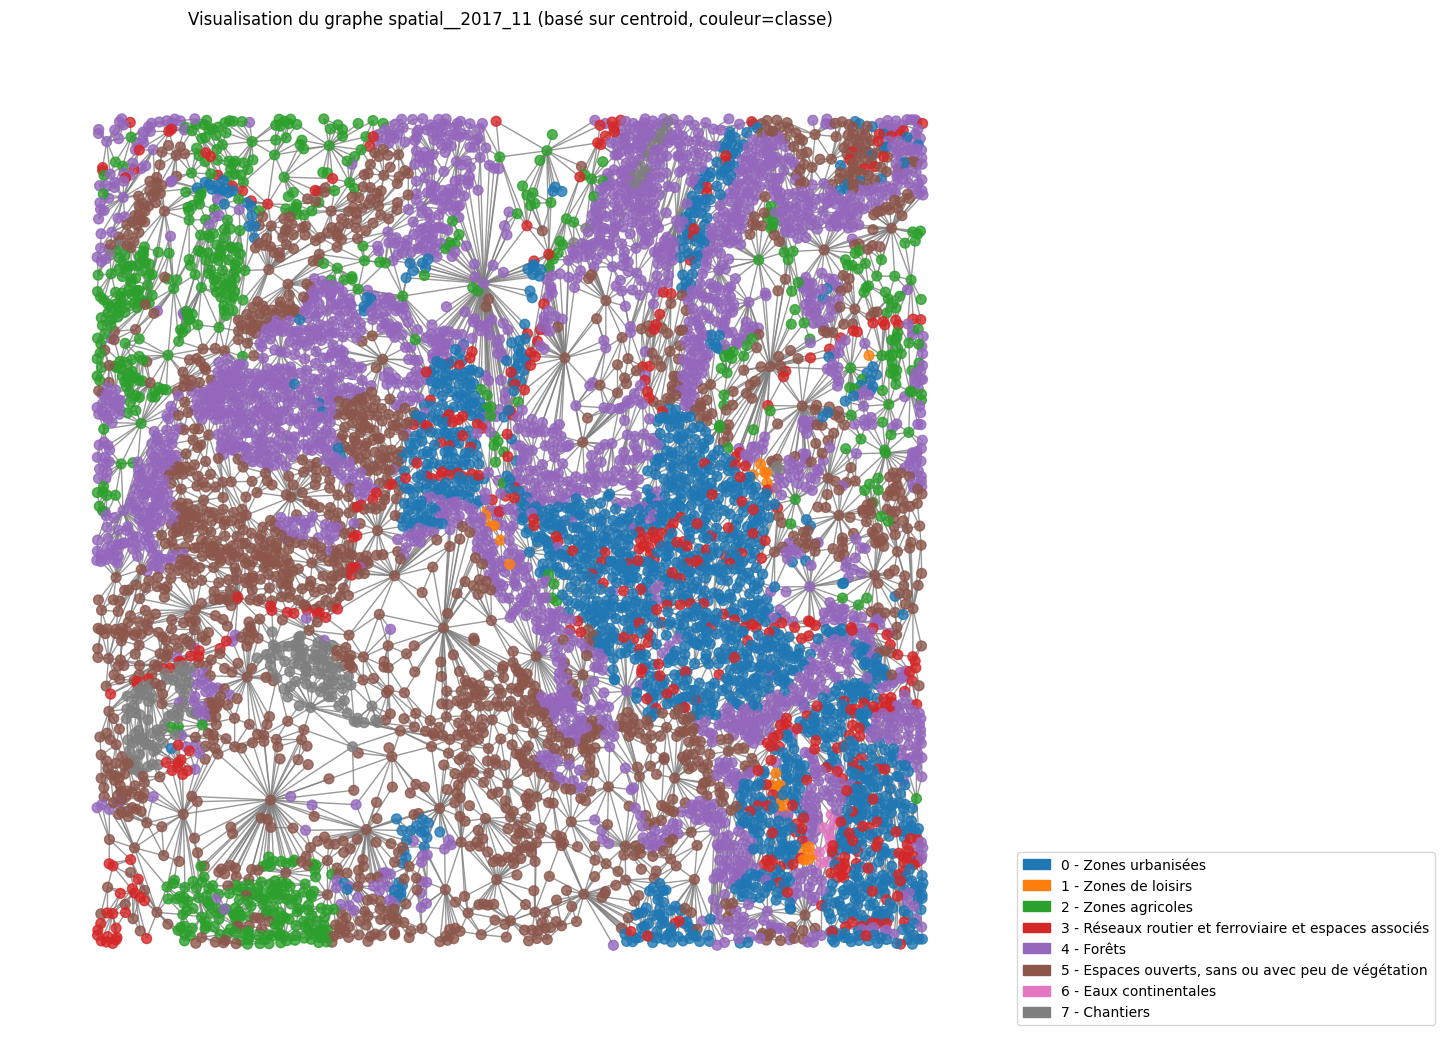 Visualisation du graphe spatial__2017_11 (basé sur centroid, couleur=classe)
0 - Zones urbanisées
1 - Zones de loisirs
2 - Zones agricoles
3 - Réseaux routier et ferroviaire et espaces associés
4 - Forêts
5 - Espaces ouverts, sans ou avec peu de végétation
6 - Eaux continentales
7 - Chantiers